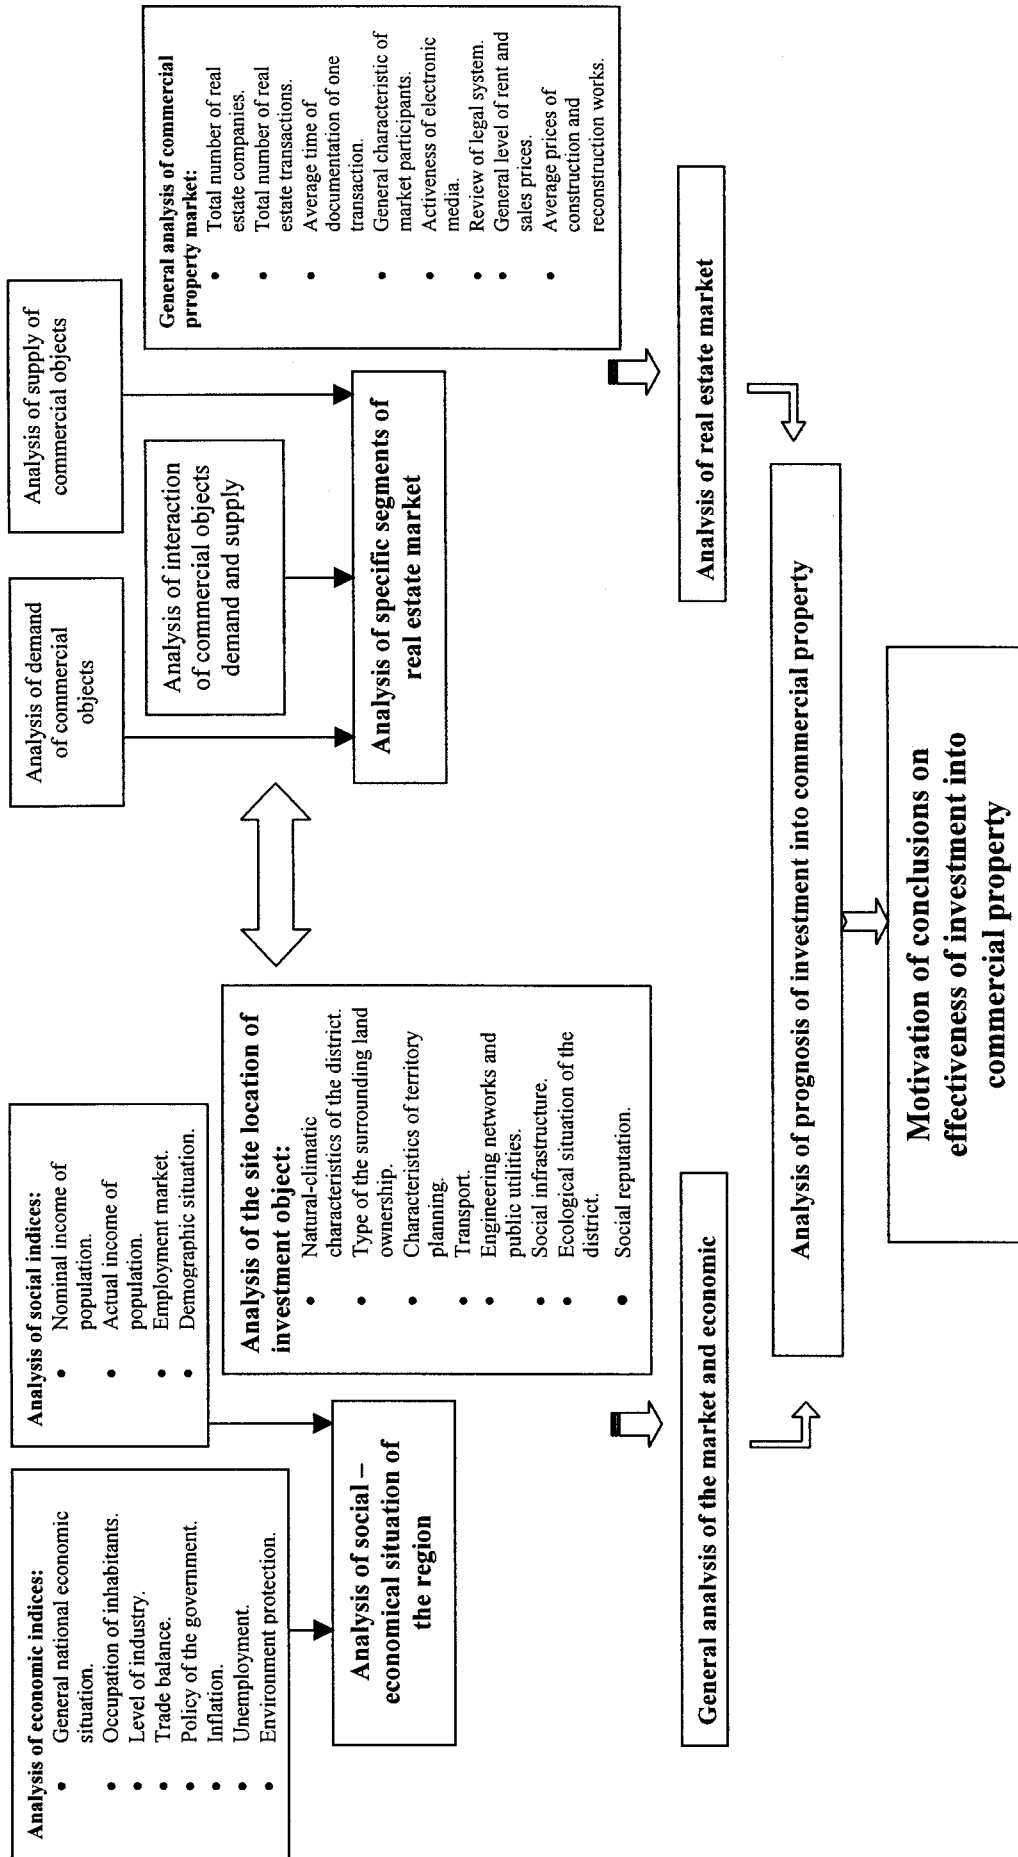 Analysis of economic indices:
• General national economic
situation.
• Occupation of inhabitants.
• Level of industry.
• Trade balance.
• Policy of the government.
• Inflation.
• Unemployment.
• Environment protection.
Analysis of social indices:
• Nominal income of
population.
• Actual income of
population.
• Employment market.
• Demographic situation.
Analysis of social –
economical situation of
the region
Analysis of the site location of
investment object:
• Natural-climatic
characteristics of the district.
• Type of the surrounding land
ownership.
• Characteristics of territory
planning.
• Transport.
• Engineering networks and
public utilities.
• Social infrastructure.
• Ecological situation of the
district.
• Social reputation.
General analysis of the market and economic
Analysis of demand
of commercial
objects
Analysis of supply of
commercial objects
Analysis of interaction
of commercial objects
demand and supply
Analysis of specific segments of
real estate market
General analysis of commercial
prroperty market:
• Total number of real
estate companies.
• Total number of real
estate transactions.
• Average time of
documentation of one
transaction.
• General characteristic of
market participants.
• Activeness of electronic
media.
• Review of legal system.
• General level of rent and
sales prices.
• Average prices of
construction and
reconstruction works.
Analysis of real estate market
Analysis of prognosis of investment into commercial property
Motivation of conclusions on
effectiveness of investment into
commercial property